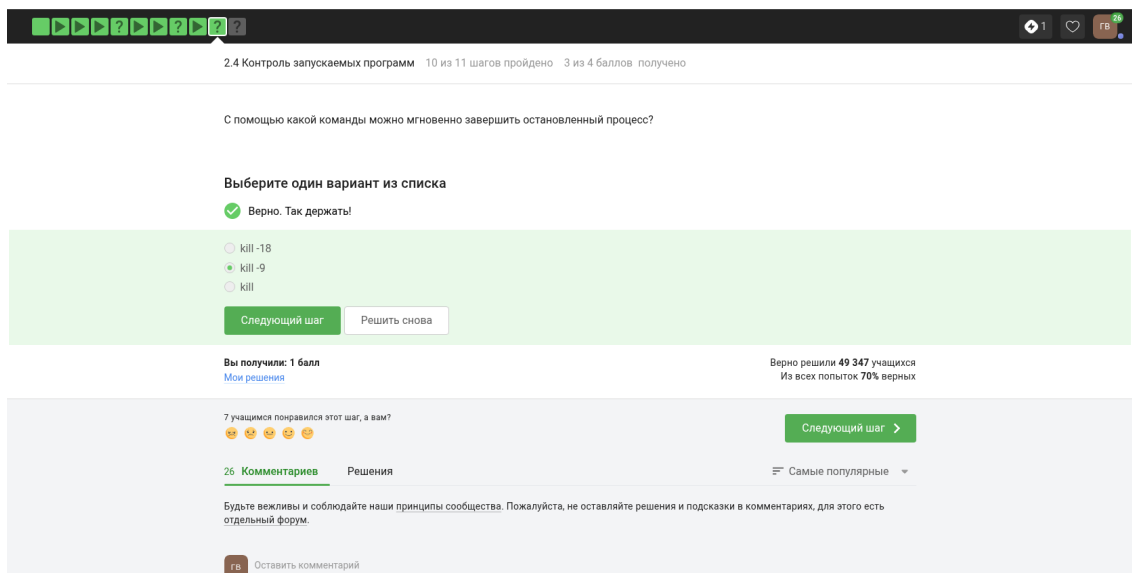 ? ? ? ?
1 ГВ 26
2.4 Контроль запускаемых программ 10 из 11 шагов пройдено 3 из 4 баллов получено
С помощью какой команды можно мгновенно завершить остановленный процесс?
Выберите один вариант из списка
Верно. Так держать!
kill -18
kill -9
kill
Следующий шаг Решить снова
Вы получили: 1 балл
Мои решения
Верно решили 49 347 учащихся
Из всех попыток 70% верных
7 учащимся понравился этот шаг, а вам?
Следующий шаг
26 Комментариев Решения Самые популярные
Будьте вежливы и соблюдайте наши принципы сообщества. Пожалуйста, не оставляйте решения и подсказки в комментариях, для этого есть
отдельный форум.
ГВ Оставить комментарий